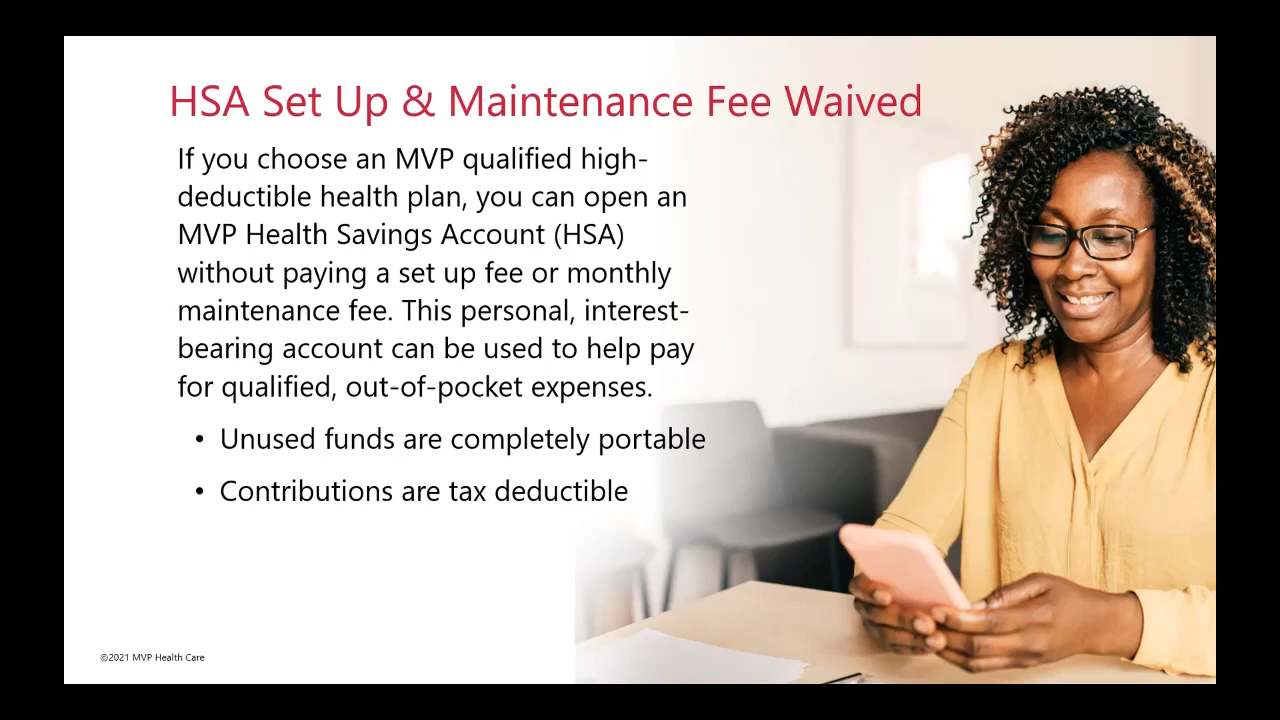 HSA Set Up & Maintenance Fee Waived
If you choose an MVP qualified high-
deductible health plan, you can open an
MVP Health Savings Account (HSA)
without paying a set up fee or monthly
maintenance fee. This personal, interest-
bearing account can be used to help pay
for qualified, out-of-pocket expenses.
• Unused funds are completely portable
• Contributions are tax deductible
©2021 MVP Health Care